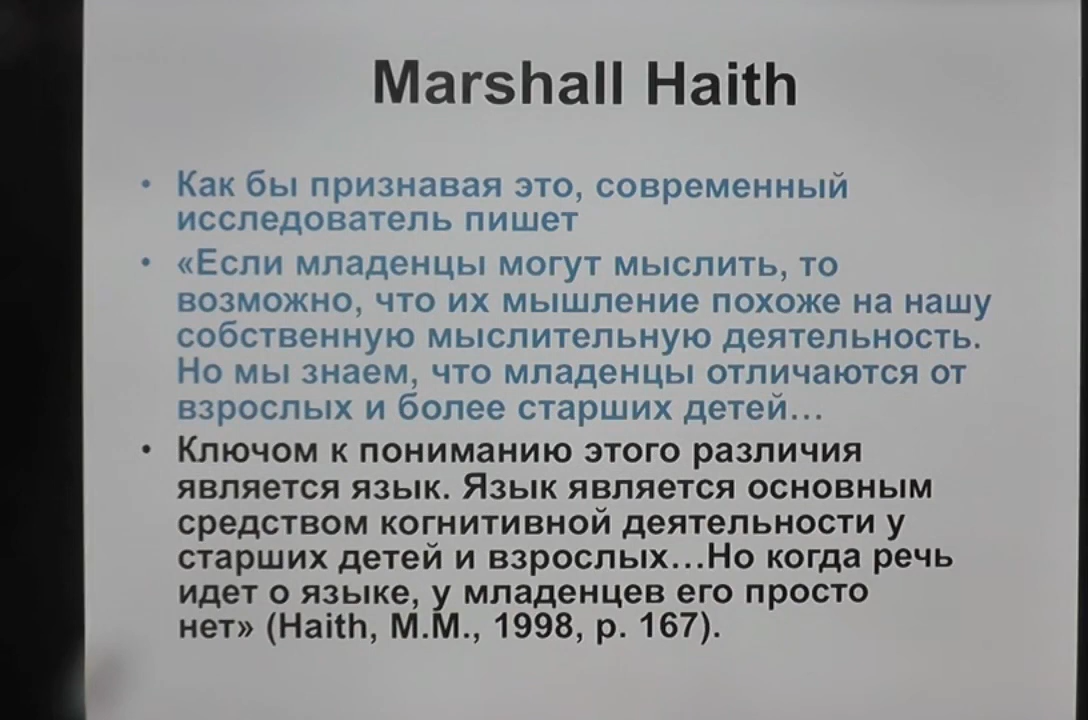 Marshall Haith
• Как бы признавая это, современный
исследователь пишет
• «Если младенцы могут мыслить, то
возможно, что их мышление похоже на нашу
собственную мыслительную деятельность.
Но мы знаем, что младенцы отличаются от
взрослых и более старших детей…
• Ключом к пониманию этого различия
является язык. Язык является основным
средством когнитивной деятельности у
старших детей и взрослых…Но когда речь
идет о языке, у младенцев его просто
нет» (Haith, M.M., 1998, p. 167).